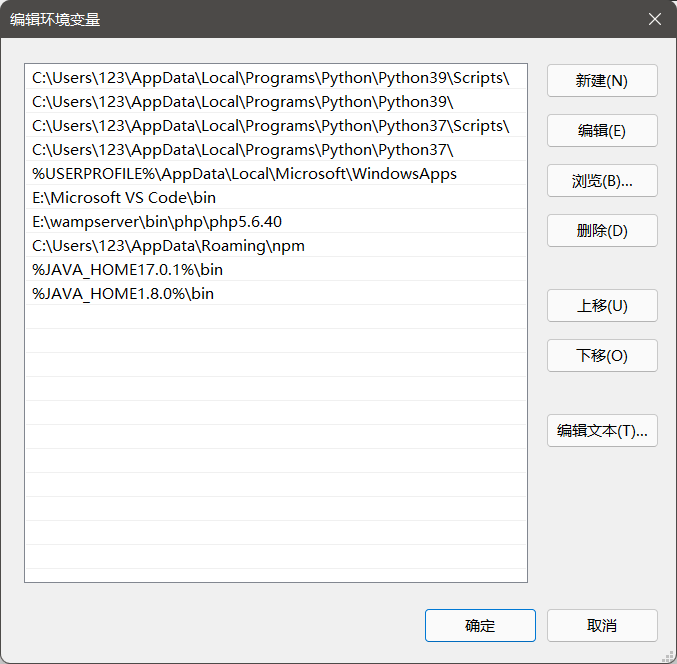 编辑环境变量
C:\Users\123\AppData\Local\Programs\Python\Python39\Scripts\
C:\Users\123\AppData\Local\Programs\Python\Python39\
C:\Users\123\AppData\Local\Programs\Python\Python37\Scripts\
C:\Users\123\AppData\Local\Programs\Python\Python37\
%USERPROFILE%\AppData\Local\Microsoft\WindowsApps
E:\Microsoft VS Code\bin
E:\wampserver\bin\php\php5.6.40
C:\Users\123\AppData\Roaming\npm
%JAVA_HOME17.0.1%\bin
%JAVA_HOME1.8.0%\bin
新建(N)
编辑(E)
浏览(B)...
删除(D)
上移(U)
下移(O)
编辑文本(T)...
确定
取消